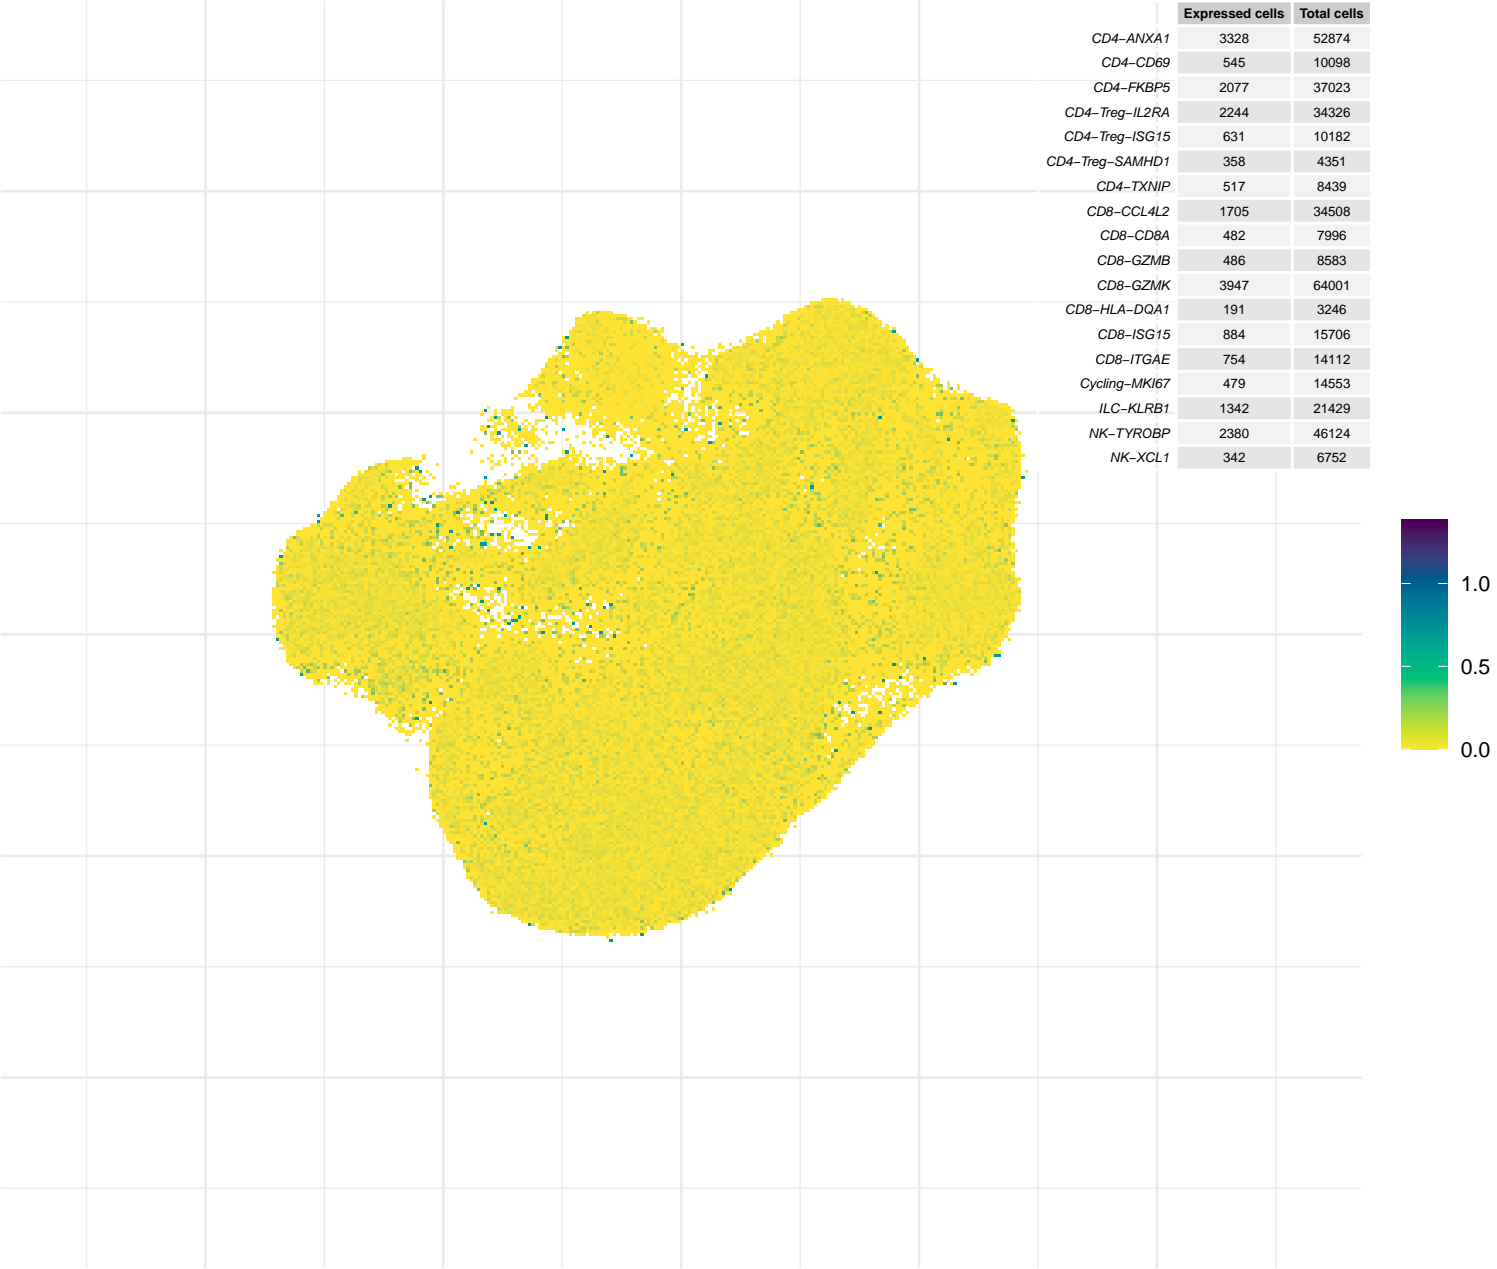 Expressed cells Total cells
CD4−ANXA1 3328 52874
CD4−CD69 545 10098
CD4−FKBP5 2077 37023
CD4−Treg−IL2RA 2244 34326
CD4−Treg−ISG15 631 10182
CD4−Treg−SAMHD1 358 4351
CD4−TXNIP 517 8439
CD8−CCL4L2 1705 34508
CD8−CD8A 482 7996
CD8−GZMB 486 8583
CD8−GZMK 3947 64001
CD8−HLA−DQA1 191 3246
CD8−ISG15 884 15706
CD8−ITGAE 754 14112
Cycling−MKI67 479 14553
ILC−KLRB1 1342 21429
NK−TYROBP 2380 46124
NK−XCL1 342 6752
1.0
0.5
0.0